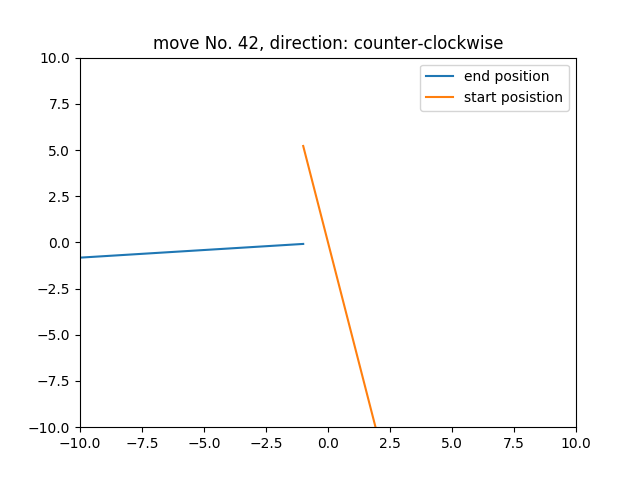 move No. 42, direction: counter-clockwise
10.0
7.5
5.0
2.5
0.0
−2.5
−5.0
−7.5
−10.0
end position
start posistion
−10.0 −7.5 −5.0 −2.5 0.0 2.5 5.0 7.5 10.0